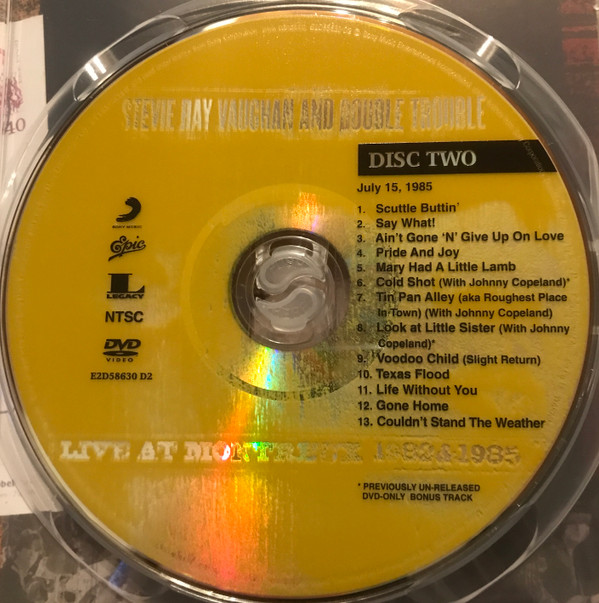 STEVIE RAY VAUGHAN AND DOUBLE TROUBLE
DISC TWO
July 15, 1985
1. Scuttle Buttin'
2. Say What!
3. Ain't Gone 'N' Give Up On Love
4. Pride And Joy
5. Mary Had A Little Lamb
6. Cold Shot (With Johnny Copeland)*
7. Tin Pan Alley (aka Roughest Place
In Town) (With Johnny Copeland)
8. Look at Little Sister (With Johnny
Copeland)*
9. Voodoo Child (Slight Return)
10. Texas Flood
11. Life Without You
12. Gone Home
13. Couldn't Stand The Weather
SONY MUSIC
Epic
L
LEGACY
NTSC
DVD
VIDEO
E2D58630 D2
LIVE AT MONTREUX 1982 & 1985
* PREVIOUSLY UN-RELEASED
DVD-ONLY BONUS TRACK
40